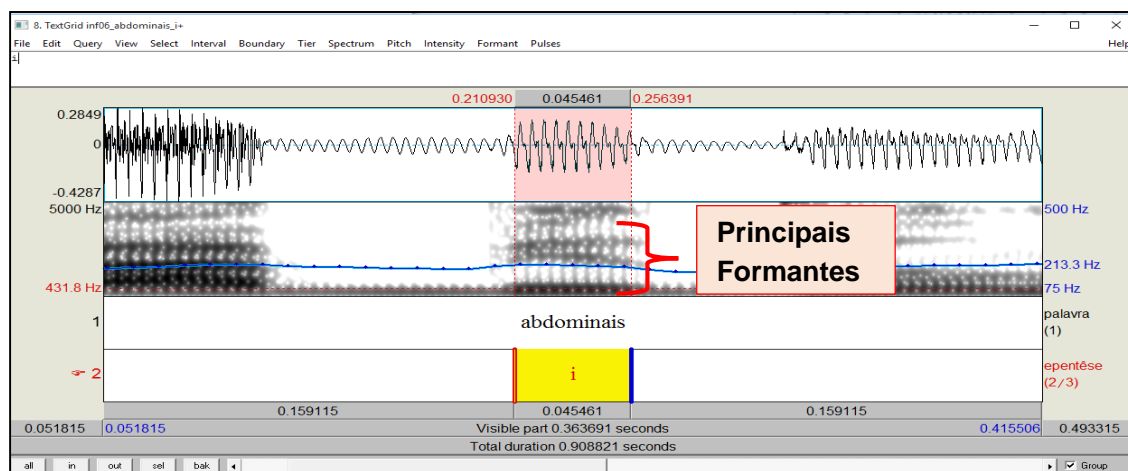 8. TextGrid inf06_abdominais_i+
File Edit Query View Select Interval Boundary Tier Spectrum Pitch Intensity Formant Pulses Help
i
0.210930 0.045461 0.256391
0.2849
0
-0.4287
5000 Hz 500 Hz
Principais
Formantes
213.3 Hz
431.8 Hz 75 Hz
1 abdominais palavra
(1)
2 i epentêse
(2/3)
0.159115 0.045461 0.159115
0.051815 0.051815 Visible part 0.363691 seconds 0.415506 0.493315
Total duration 0.908821 seconds
all in out sel bak Group